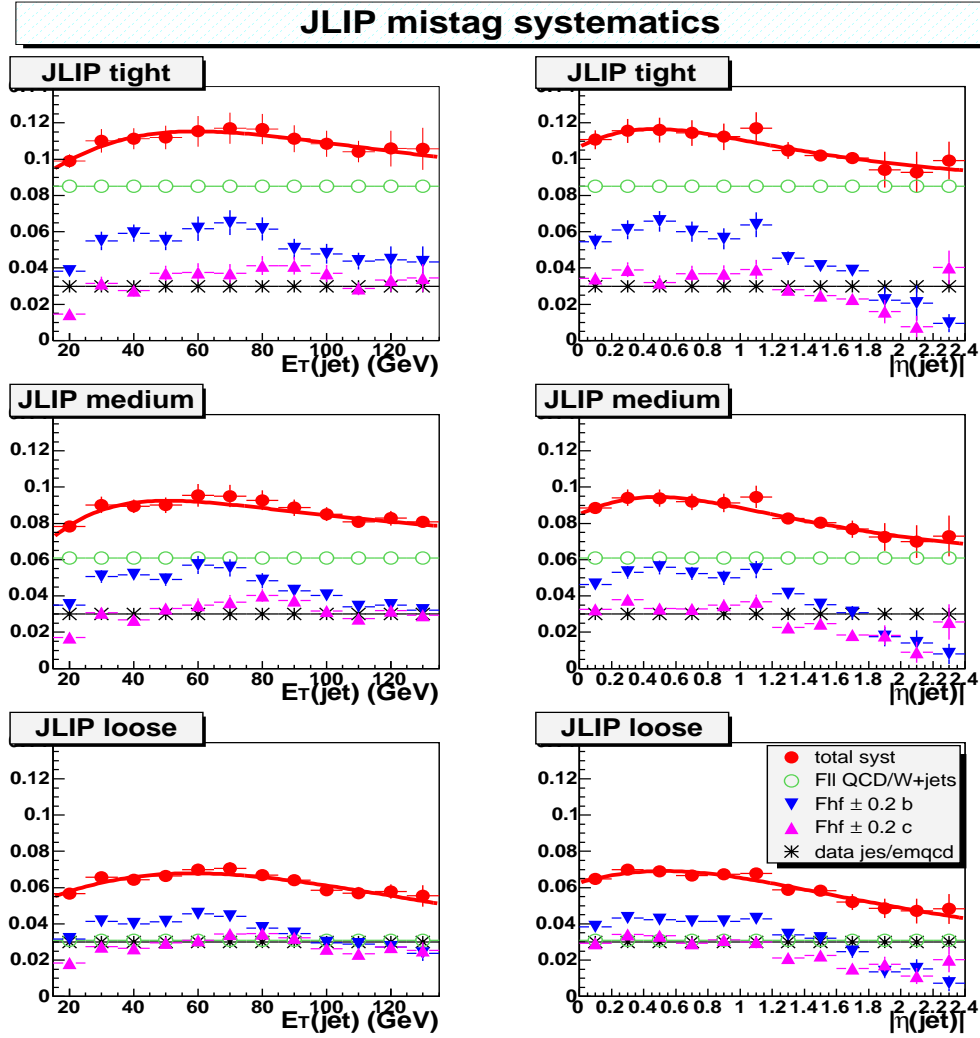 JLIP mistag systematics
JLIP tight
0.12
0.1
0.08
0.06
0.04
0.02
0
20 40 60 80 100 120
ET(jet) (GeV)
JLIP tight
0.12
0.1
0.08
0.06
0.04
0.02
0
0 0.2 0.4 0.6 0.8 1 1.2 1.4 1.6 1.8 2 2.2 2.4
|η(jet)|
JLIP medium
0.12
0.1
0.08
0.06
0.04
0.02
0
20 40 60 80 100 120
ET(jet) (GeV)
JLIP medium
0.12
0.1
0.08
0.06
0.04
0.02
0
0 0.2 0.4 0.6 0.8 1 1.2 1.4 1.6 1.8 2 2.2 2.4
|η(jet)|
JLIP loose
0.12
0.1
0.08
0.06
0.04
0.02
0
20 40 60 80 100 120
ET(jet) (GeV)
JLIP loose
0.12
0.1
0.08
0.06
0.04
0.02
0
0 0.2 0.4 0.6 0.8 1 1.2 1.4 1.6 1.8 2 2.2 2.4
|η(jet)|
total syst
Fll QCD/W+jets
Fhf ± 0.2 b
Fhf ± 0.2 c
data jes/emqcd